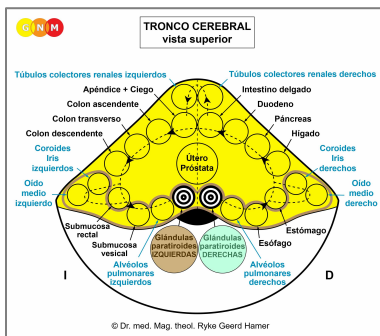 GNM
TRONCO CEREBRAL
vista superior
Túbulos colectores renales izquierdos
Túbulos colectores renales derechos
Apéndice + Ciego
Intestino delgado
Colon ascendente
Duodeno
Colon transverso
Páncreas
Colon descendente
Hígado
Coroides
Iris
izquierdos
Coroides
Iris
derechos
Útero
Próstata
Oído
medio
izquierdo
Oído
medio
derecho
Submucosa
rectal
Submucosa
vesical
Estómago
Esófago
Alvéolos
pulmonares
izquierdos
Alvéolos
pulmonares
derechos
Glándulas
paratiroides
IZQUIERDAS
Glándulas
paratiroides
DERECHAS
I
D
© Dr. med. Mag. theol. Ryke Geerd Hamer